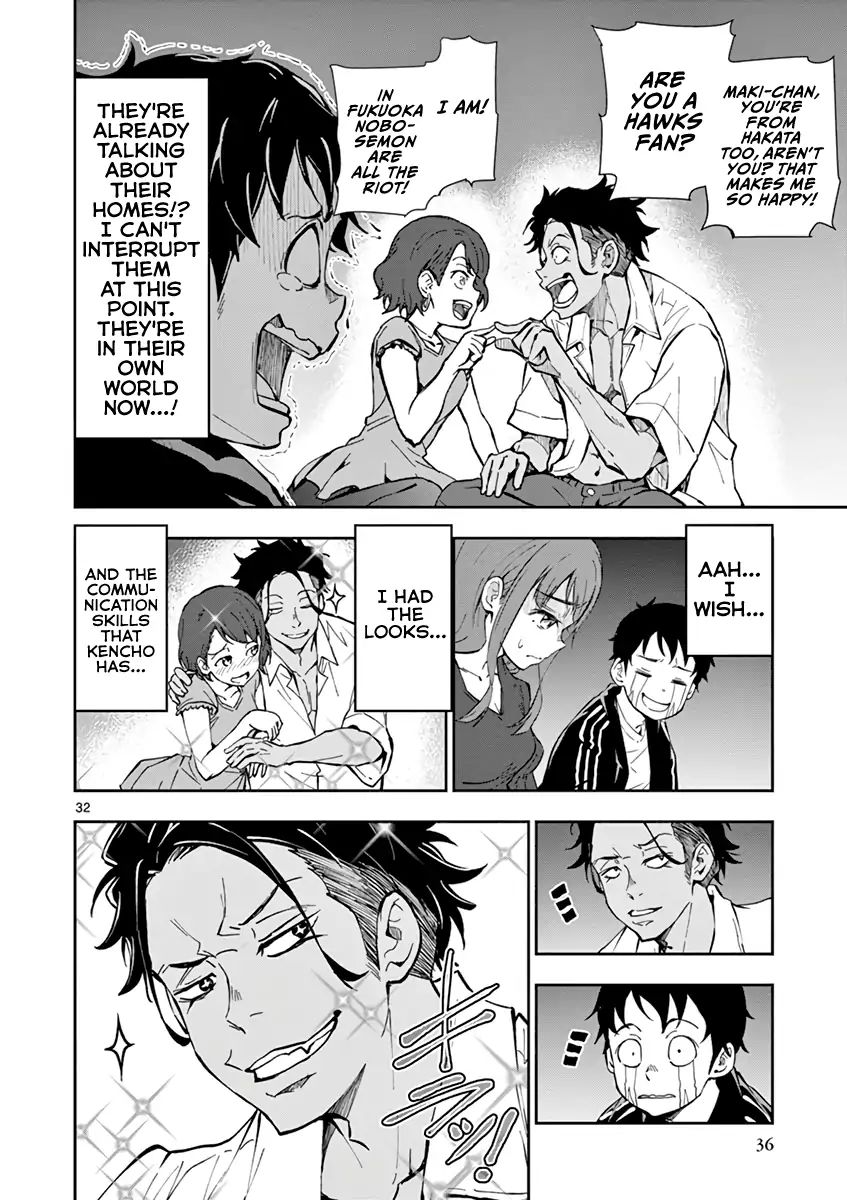 MAKI-CHAN,
YOU'RE
FROM
HAKATA
TOO, AREN'T
YOU? THAT
MAKES ME
SO HAPPY!
ARE
YOU A
HAWKS
FAN?
I AM!
IN
FUKUOKA
NOBO-
SEMON
ARE
ALL THE
RIOT!
THEY'RE
ALREADY
TALKING
ABOUT
THEIR
HOMES!?
I CAN'T
INTERRUPT
THEM
AT THIS
POINT.
THEY'RE
IN THEIR
OWN
WORLD
NOW...!
AAH...
I
WISH...
I HAD
THE
LOOKS...
AND THE
COMMU-
NICATION
SKILLS
THAT
KENCHO
HAS...
32
キラッ!
36